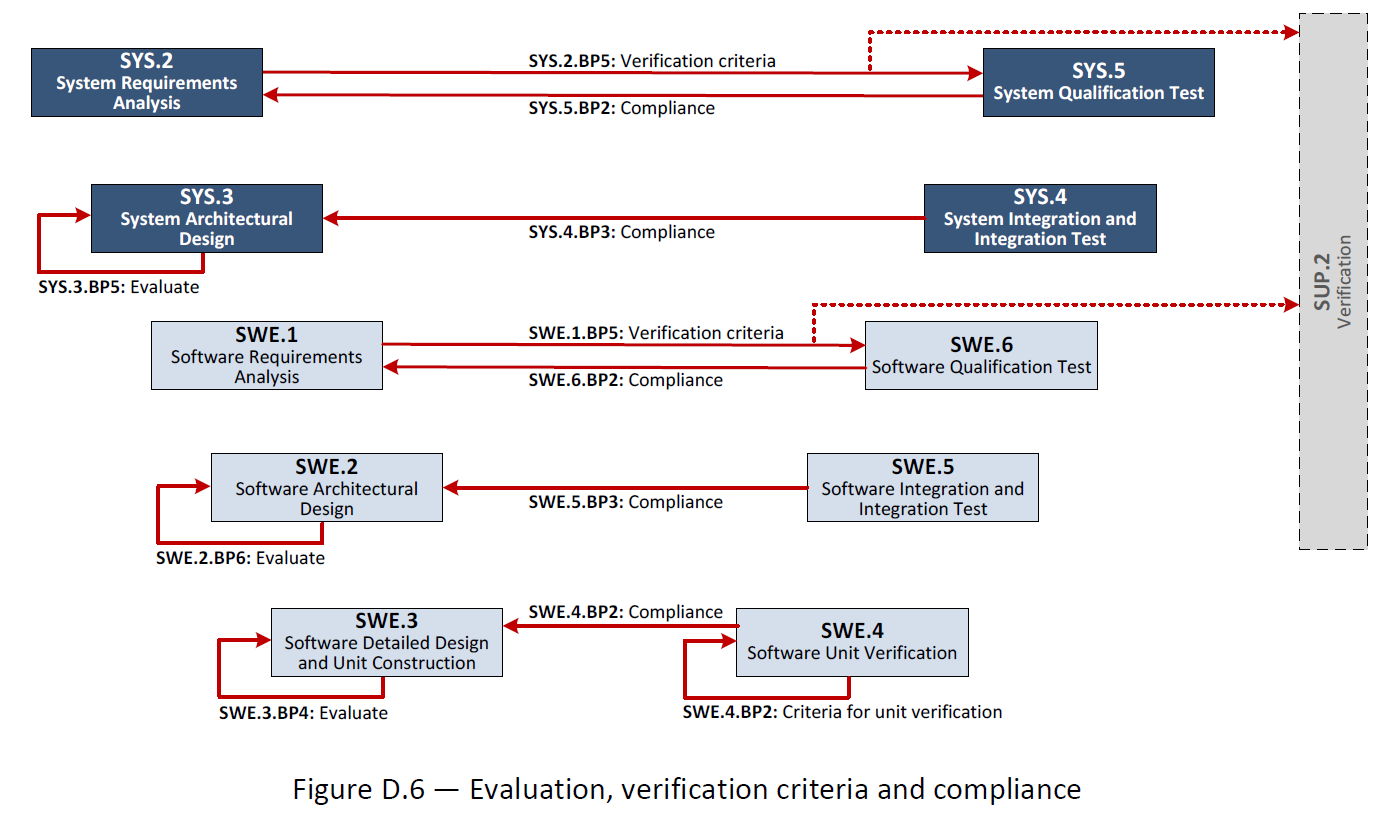 SYS.2
System Requirements
Analysis
SYS.2.BP5: Verification criteria
SYS.5.BP2: Compliance
SYS.5
System Qualification Test
SYS.3
System Architectural
Design
SYS.3.BP5: Evaluate
SYS.4.BP3: Compliance
SYS.4
System Integration and
Integration Test
SUP.2
Verification
SWE.1
Software Requirements
Analysis
SWE.1.BP5: Verification criteria
SWE.6.BP2: Compliance
SWE.6
Software Qualification Test
SWE.2
Software Architectural
Design
SWE.2.BP6: Evaluate
SWE.5.BP3: Compliance
SWE.5
Software Integration and
Integration Test
SWE.3
Software Detailed Design
and Unit Construction
SWE.3.BP4: Evaluate
SWE.4.BP2: Compliance
SWE.4
Software Unit Verification
SWE.4.BP2: Criteria for unit verification
Figure D.6 — Evaluation, verification criteria and compliance